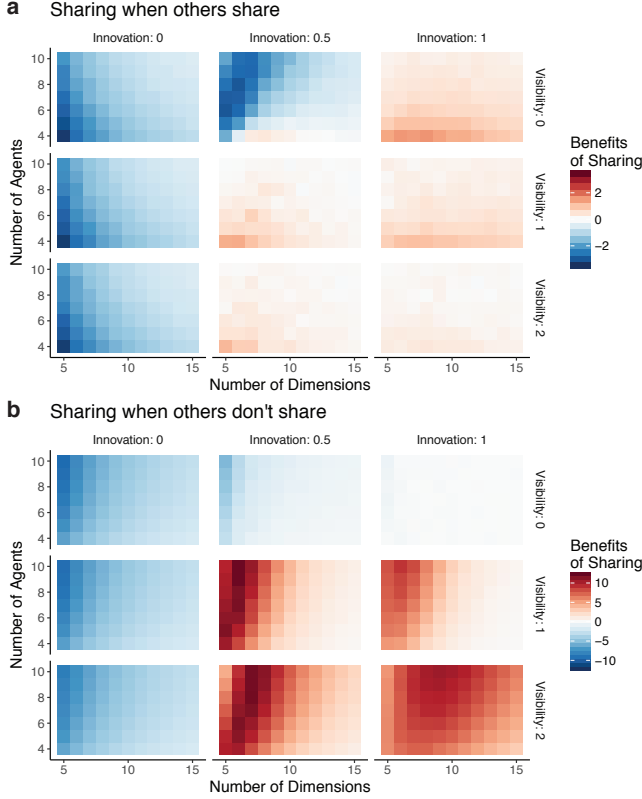 a Sharing when others share
Innovation: 0 Innovation: 0.5 Innovation: 1
10
8
6
4
Visibility: 0
10
8
6
4
Visibility: 1
10
8
6
4
Visibility: 2
Number of Agents
5 10 15 5 10 15 5 10 15
Number of Dimensions
Benefits
of Sharing
2
0
−2
b Sharing when others don't share
Innovation: 0 Innovation: 0.5 Innovation: 1
10
8
6
4
Visibility: 0
10
8
6
4
Visibility: 1
10
8
6
4
Visibility: 2
Number of Agents
5 10 15 5 10 15 5 10 15
Number of Dimensions
Benefits
of Sharing
10
5
0
−5
−10